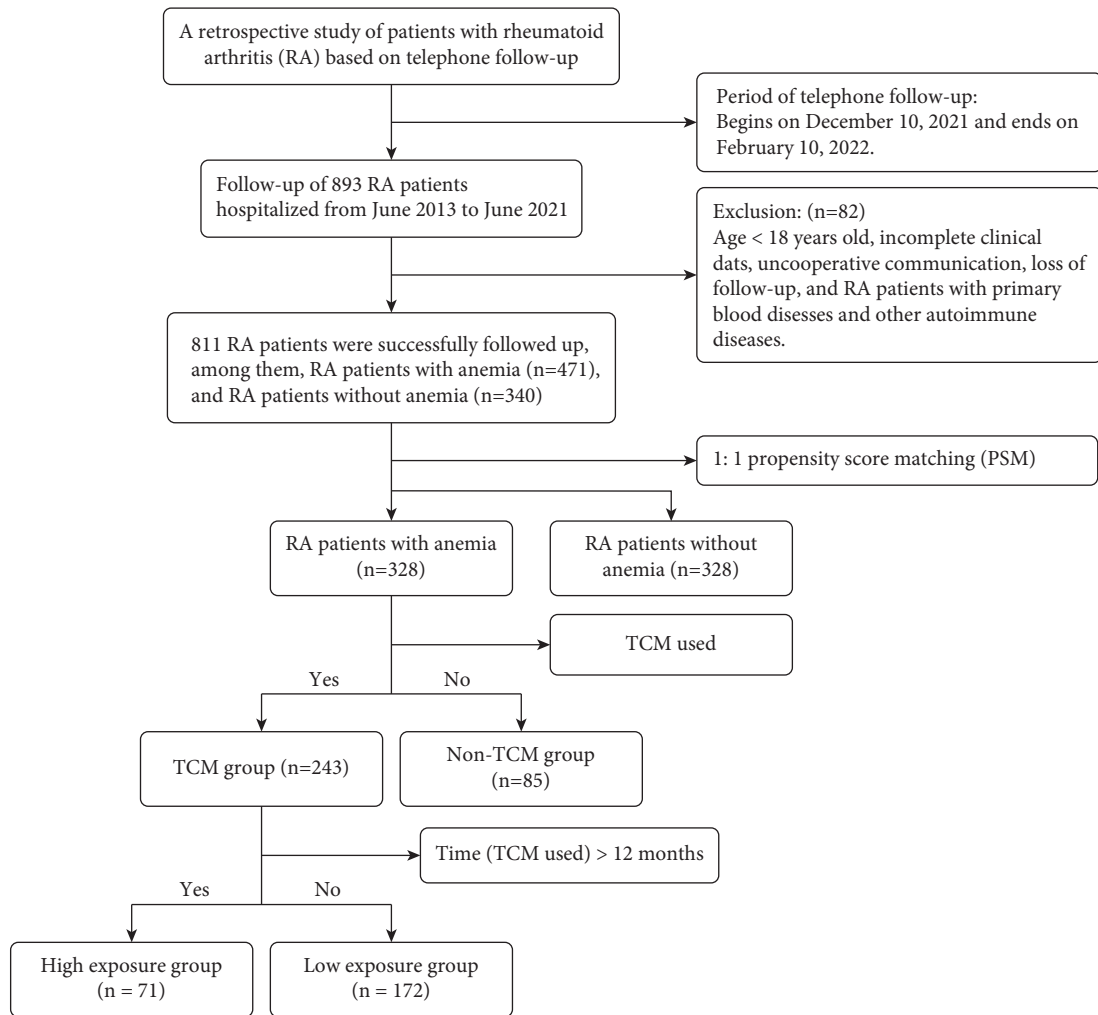 A retrospective study of patients with rheumatoid
arthritis (RA) based on telephone follow-up
Period of telephone follow-up:
Begins on December 10, 2021 and ends on
February 10, 2022.
Follow-up of 893 RA patients
hospitalized from June 2013 to June 2021
Exclusion: (n=82)
Age < 18 years old, incomplete clinical
dats, uncooperative communication, loss of
follow-up, and RA patients with primary
blood diseases and other autoimmune
diseases.
811 RA patients were successfully followed up,
among them, RA patients with anemia (n=471),
and RA patients without anemia (n=340)
1: 1 propensity score matching (PSM)
RA patients with anemia
(n=328)
RA patients without
anemia (n=328)
TCM used
Yes
No
TCM group (n=243)
Non-TCM group
(n=85)
Time (TCM used) > 12 months
Yes
No
High exposure group
(n = 71)
Low exposure group
(n = 172)